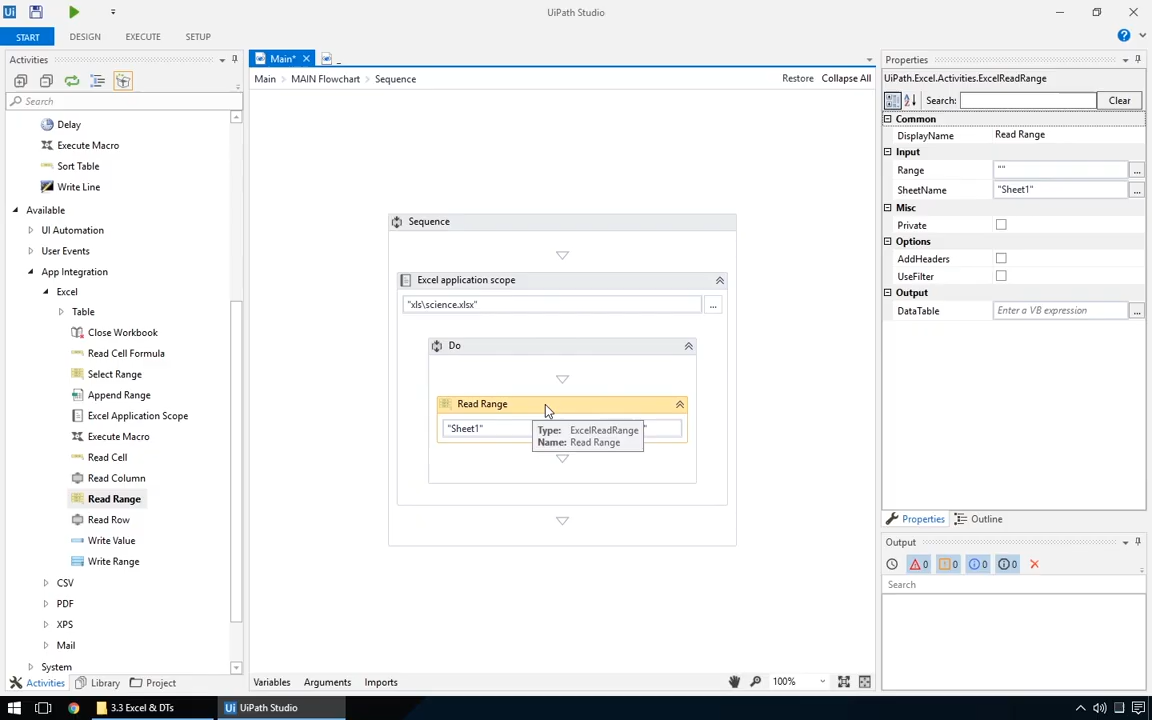 Ui
UiPath Studio
START
DESIGN
EXECUTE
SETUP
Activities
Search
Delay
Execute Macro
Sort Table
Write Line
Available
UI Automation
User Events
App Integration
Excel
Table
Close Workbook
Read Cell Formula
Select Range
Append Range
Excel Application Scope
Execute Macro
Read Cell
Read Column
Read Range
Read Row
Write Value
Write Range
CSV
PDF
XPS
Mail
System
Activities
Library
Project
Main*
_
Main > MAIN Flowchart > Sequence
Restore
Collapse All
Sequence
Excel application scope
"xls\science.xlsx"
...
Do
Read Range
"Sheet1"
"
Type: ExcelReadRange
Name: Read Range
Variables
Arguments
Imports
100%
Properties
UiPath.Excel.Activities.ExcelReadRange
Search:
Clear
Common
DisplayName Read Range
Input
Range "" ...
SheetName "Sheet1" ...
Misc
Private
Options
AddHeaders
UseFilter
Output
DataTable Enter a VB expression ...
Properties
Outline
Output
0 0 0 0
Search
3.3 Excel & DTs
Ui UiPath Studio